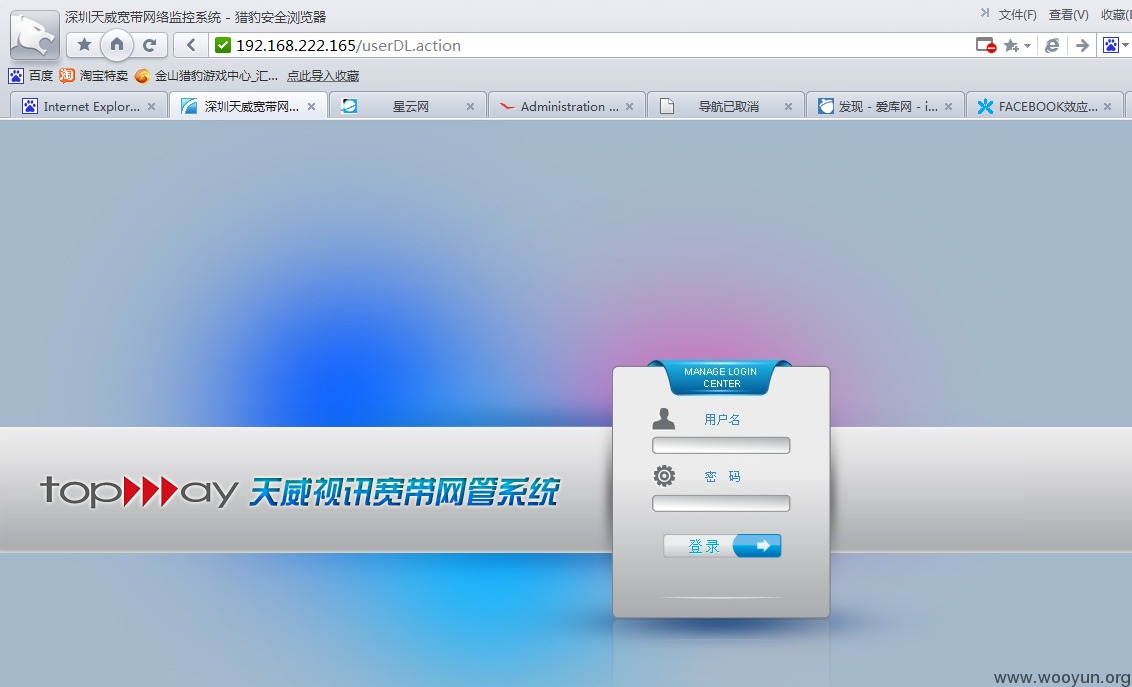 深圳天威宽带网络监控系统 - 猎豹安全浏览器
文件(F) 查看(V) 收藏(
192.168.222.165/userDL.action
百度 淘宝特卖 金山猎豹游戏中心_汇... 点此导入收藏
Internet Explor... 深圳天威宽带网... 星云网 Administration ... 导航已取消 发现 - 爱库网 - i... FACEBOOK效应...
MANAGE LOGIN
CENTER
用户名
密 码
topway 天威视讯宽带网管系统
登录
www.wooyun.org